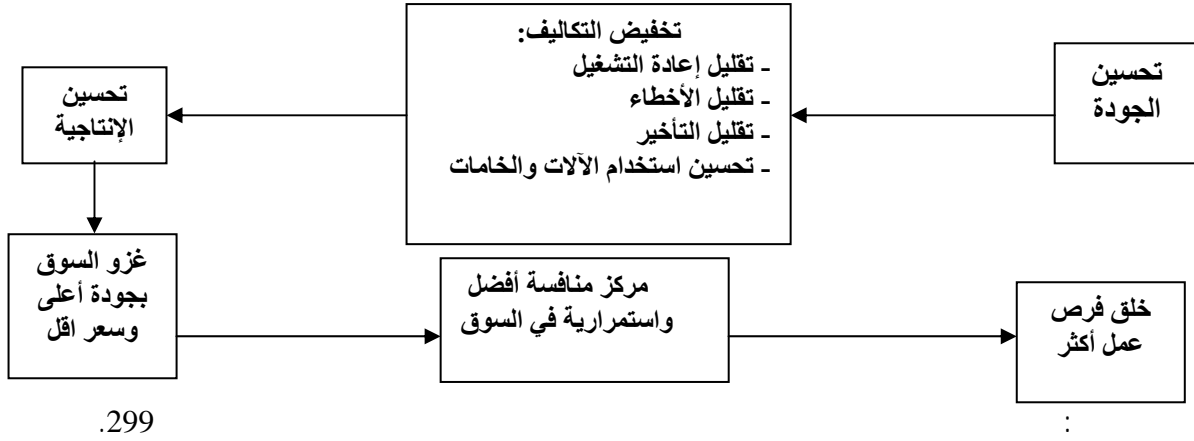 تحسين
الجودة
تخفيض التكاليف:
- تقليل إعادة التشغيل
- تقليل الأخطاء
- تقليل التأخير
- تحسين استخدام الآلات والخامات
تحسين
الإنتاجية
غزو السوق
بجودة أعلى
وسعر اقل
مركز منافسة أفضل
واستمرارية في السوق
خلق فرص
عمل أكثر
: 299.